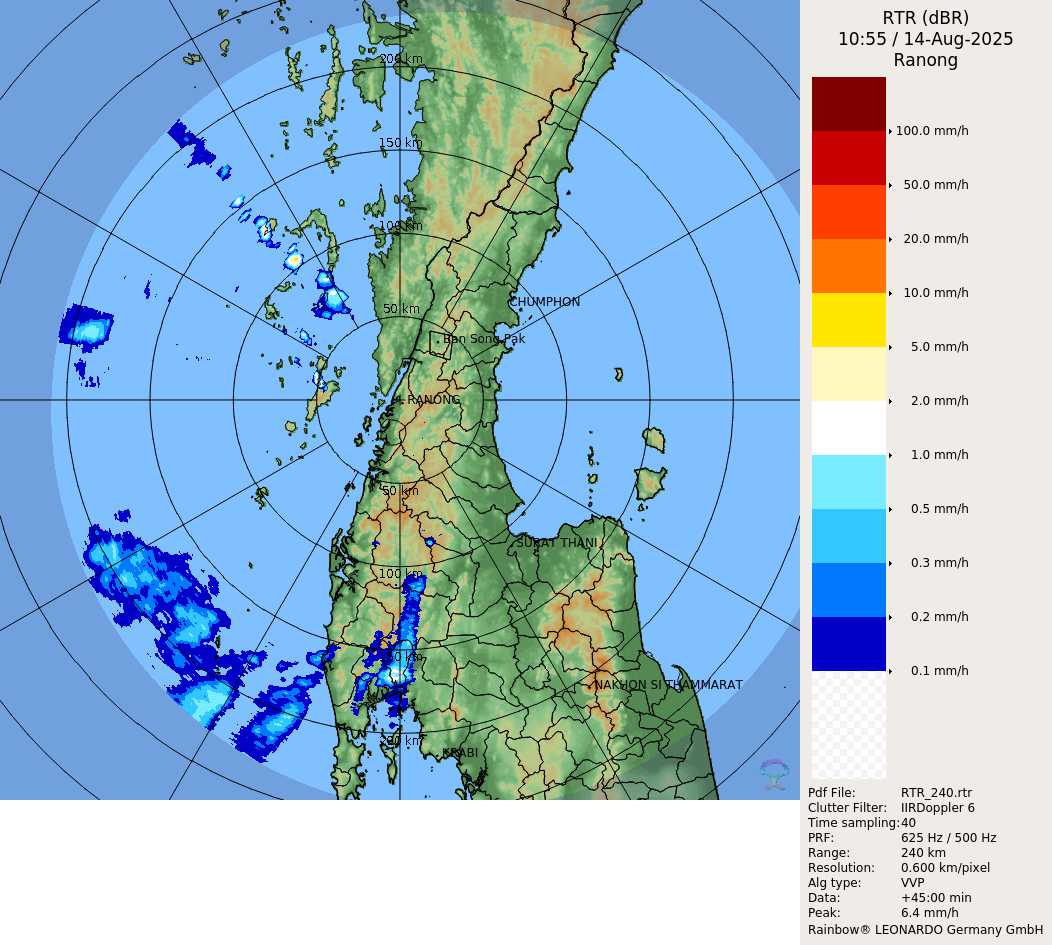 RTR (dBR)
10:55 / 14-Aug-2025
Ranong
200 km
150 km
100 km
50 km
CHUMPHON
Ban Song Pak
RANONG
50 km
SURAT THANI
100 km
150 km
NAKHON SI THAMMARAT
200 km
KRABI
100.0 mm/h
50.0 mm/h
20.0 mm/h
10.0 mm/h
5.0 mm/h
2.0 mm/h
1.0 mm/h
0.5 mm/h
0.3 mm/h
0.2 mm/h
0.1 mm/h
Pdf File: RTR_240.rtr
Clutter Filter: IIRDoppler 6
Time sampling: 40
PRF: 625 Hz / 500 Hz
Range: 240 km
Resolution: 0.600 km/pixel
Alg type: VVP
Data: +45:00 min
Peak: 6.4 mm/h
Rainbow® LEONARDO Germany GmbH